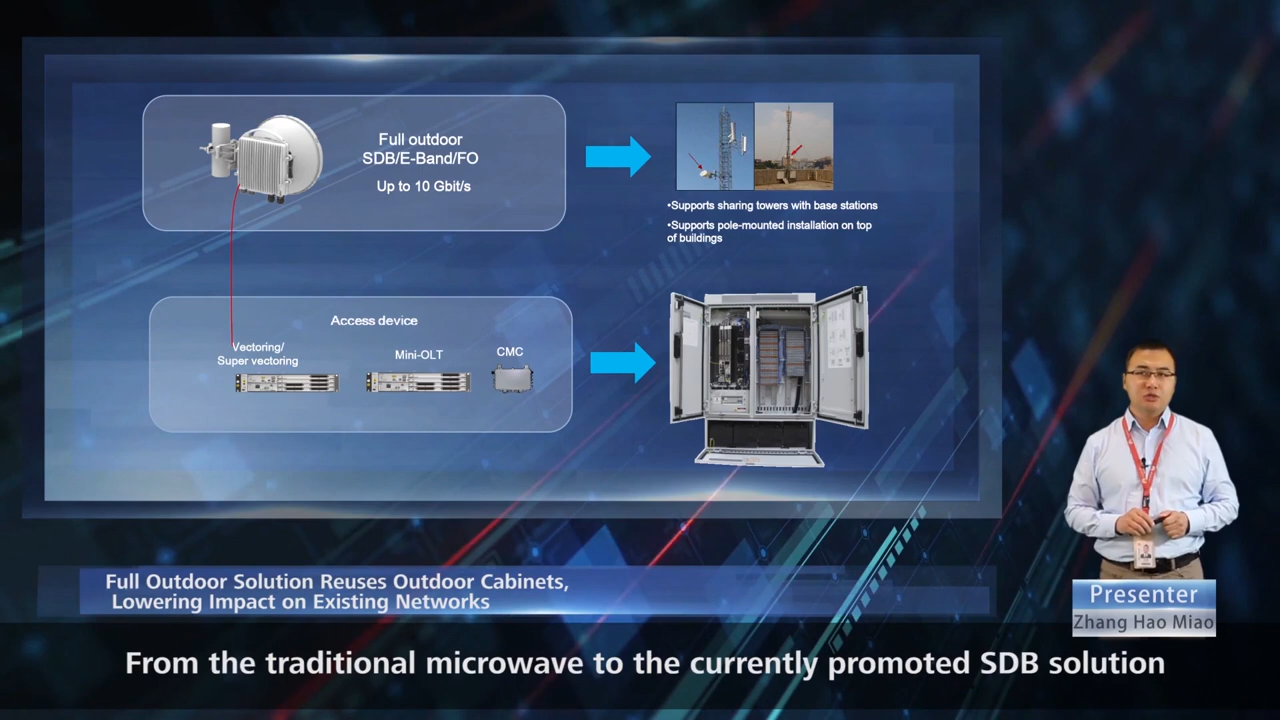 Full outdoor
SDB/E-Band/FO
Up to 10 Gbit/s
•Supports sharing towers with base stations
•Supports pole-mounted installation on top
of buildings
Access device
Vectoring/
Super vectoring
Mini-OLT
CMC
Full Outdoor Solution Reuses Outdoor Cabinets,
Lowering Impact on Existing Networks
Presenter
Zhang Hao Miao
From the traditional microwave to the currently promoted SDB solution